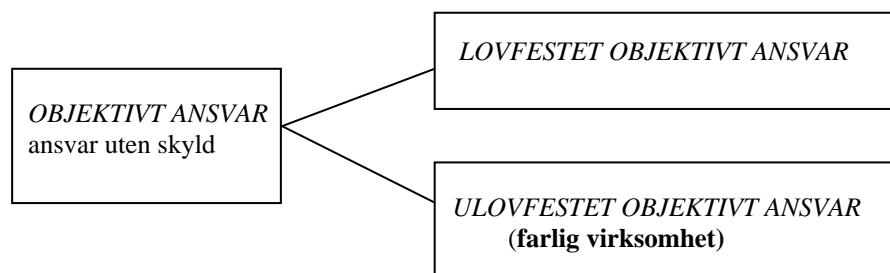 LOVFESTET OBJEKTIVT ANSVAR
OBJEKTIVT ANSVAR
ansvar uten skyld
ULOVFESTET OBJEKTIVT ANSVAR
(farlig virksomhet)